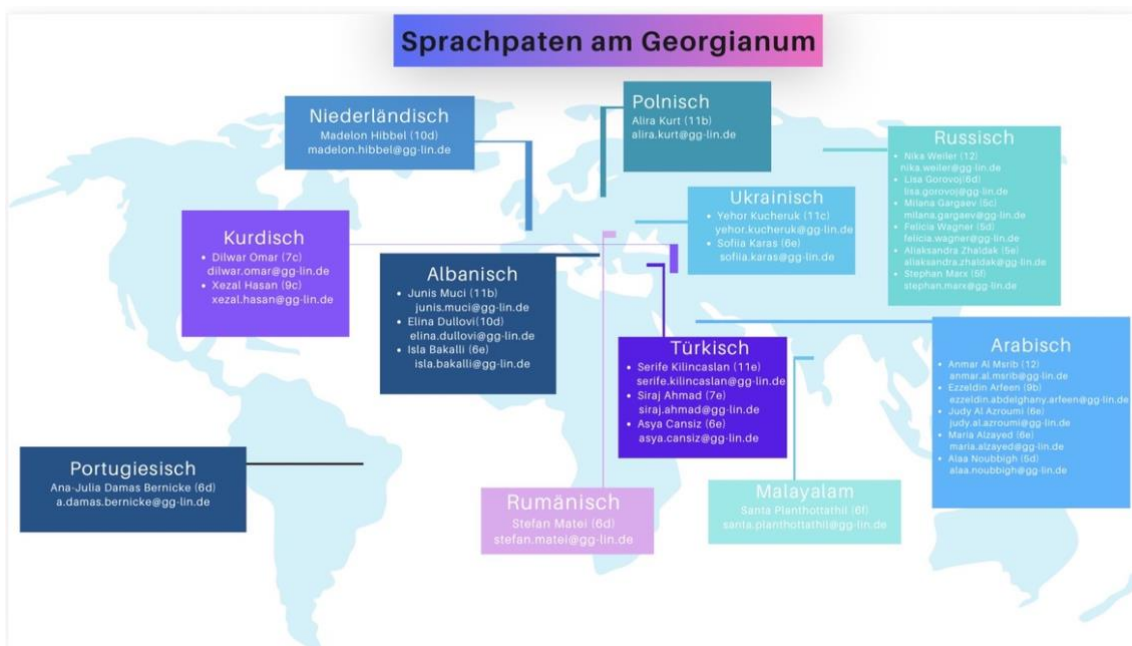 Sprachpaten am Georgianum
Niederländisch
Madelon Hibbel (10d)
madelon.hibbel@gg-lin.de
Polnisch
Alira Kurt (11b)
alira.kurt@gg-lin.de
Russisch
Nika Weiler (12)
nika.weiler@gg-lin.de
Lisa Gorovoj(6d)
lisa.gorovoj@gg-lin.de
Milana Gargaev (5c)
milana.gargaev@gg-lin.de
Felicia Wagner (5d)
felicia.wagner@gg-lin.de
Aliaksandra Zhaldak (5e)
aliaksandra.zhaldak@gg-lin.de
Stephan Marx (5f)
stephan.marx@gg-lin.de
Ukrainisch
Yehor Kucheruk (11c)
yehor.kucheruk@gg-lin.de
Sofiia Karas (6e)
sofiia.karas@gg-lin.de
Kurdisch
Dilwar Omar (7c)
dilwar.omar@gg-lin.de
Xezal Hasan (9c)
xezal.hasan@gg-lin.de
Albanisch
Junis Muci (11b)
junis.muci@gg-lin.de
Elina Dullovi(10d)
elina.dullovi@gg-lin.de
Isla Bakalli (6e)
isla.bakalli@gg-lin.de
Türkisch
Serife Kilincaslan (11e)
serife.kilincaslan@gg-lin.de
Siraj Ahmad (7e)
siraj.ahmad@gg-lin.de
Asya Cansiz (6e)
asya.cansiz@gg-lin.de
Arabisch
Anmar Al Msrib (12)
anmar.al.msrib@gg-lin.de
Ezzeldin Arfeen (9b)
ezzeldin.abdelghany.arfeen@gg-lin.de
Judy Al Azroumi (6e)
judy.al.azroumi@gg-lin.de
Maria Alzayed (6e)
maria.alzayed@gg-lin.de
Alaa Noubbigh (5d)
alaa.noubbigh@gg-lin.de
Portugiesisch
Ana-Julia Damas Bernicke (6d)
a.damas.bernicke@gg-lin.de
Rumänisch
Stefan Matei (6d)
stefan.matei@gg-lin.de
Malayalam
Planthottathil (6f)